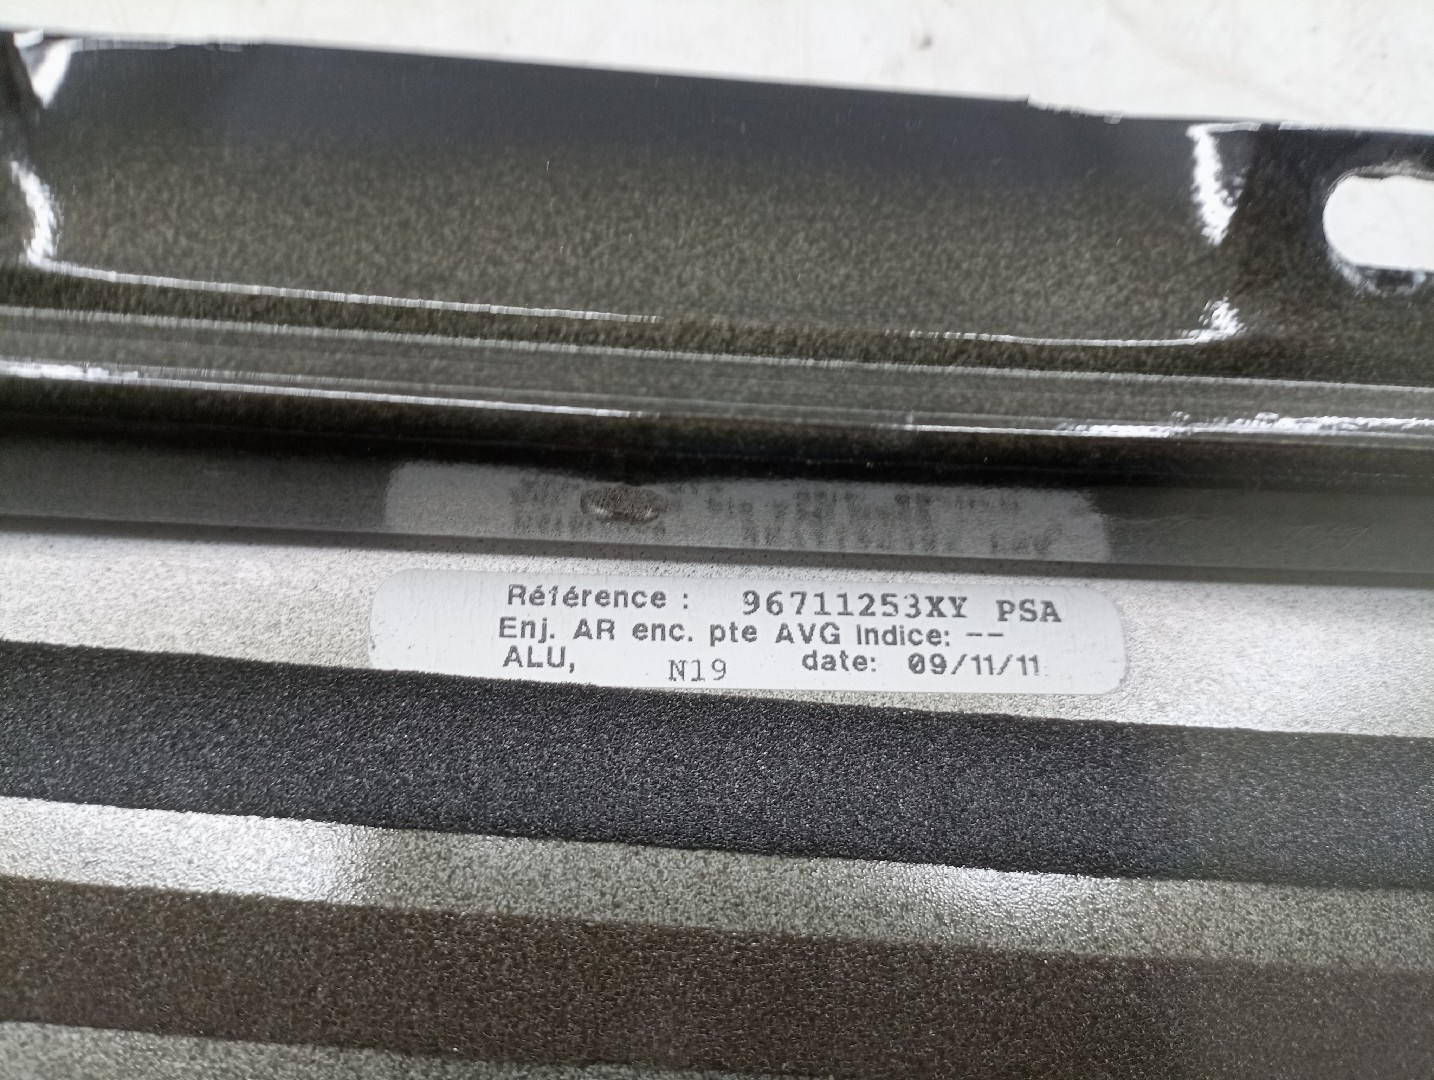 Référence : 96711253XY PSA
Enj. AR enc. pte AVG Indice: --
ALU, N19 date: 09/11/11